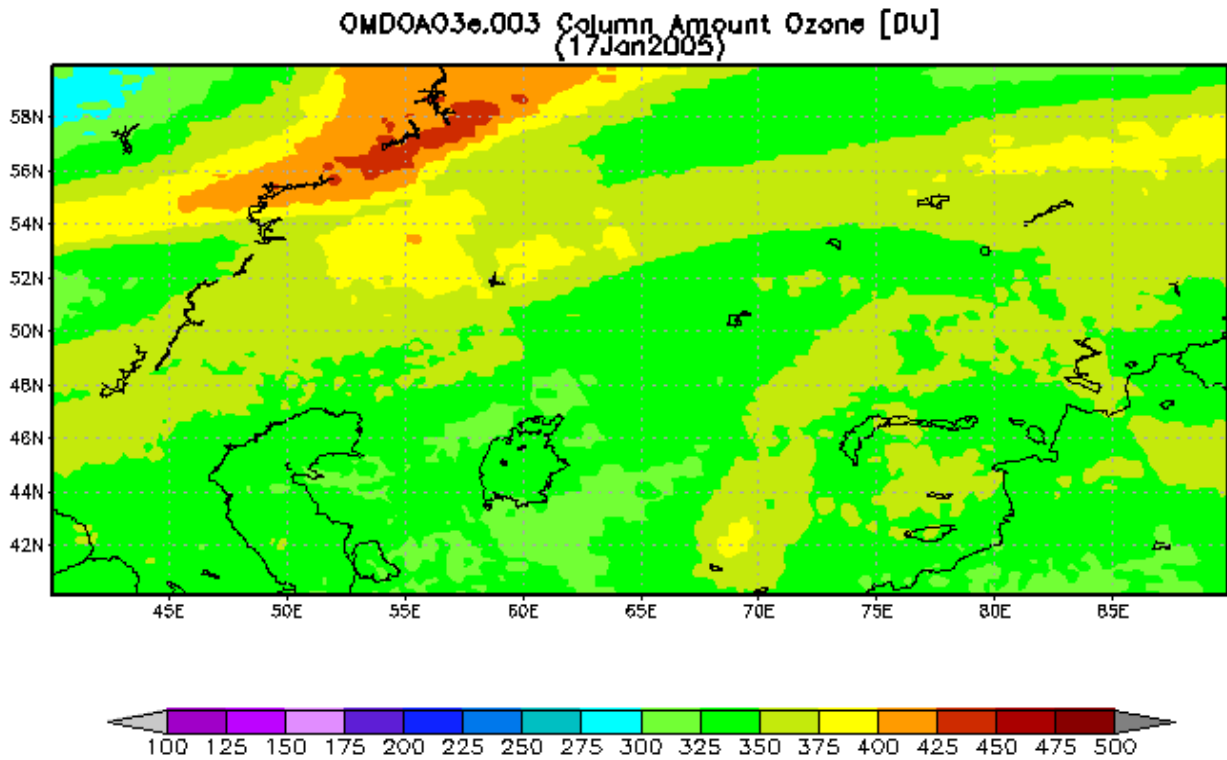 OMDOAO3e.003 Column Amount Ozone [DU]
(17Jan2005)
58N
56N
54N
52N
50N
48N
46N
44N
42N
45E 50E 55E 60E 65E 70E 75E 80E 85E
100 125 150 175 200 225 250 275 300 325 350 375 400 425 450 475 500